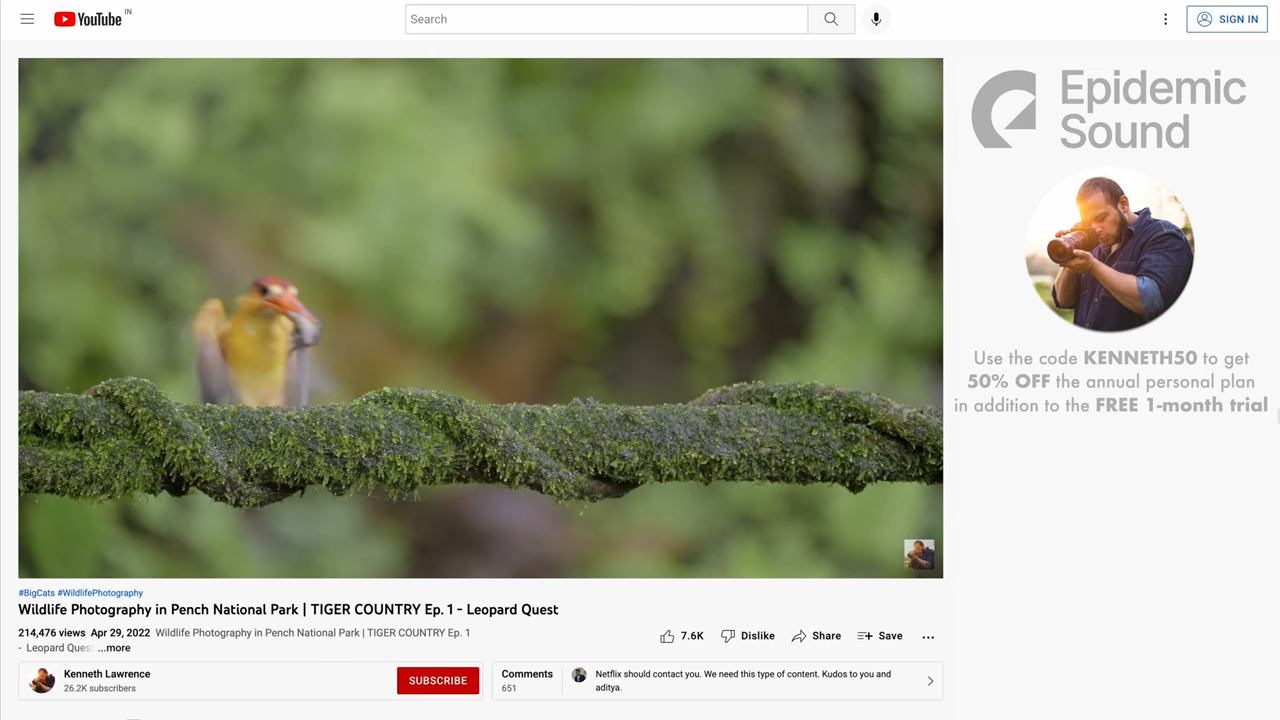 YouTube IN
Search
SIGN IN
Epidemic
Sound
Use the code KENNETH50 to get
50% OFF the annual personal plan
in addition to the FREE 1-month trial
#BigCats #WildlifePhotography
Wildlife Photography in Pench National Park | TIGER COUNTRY Ep. 1 - Leopard Quest
214,476 views Apr 29, 2022 Wildlife Photography in Pench National Park | TIGER COUNTRY Ep. 1
- Leopard Quest ...more
7.6K Dislike Share Save
Kenneth Lawrence
26.2K subscribers
SUBSCRIBE
Comments
651
Netflix should contact you. We need this type of content. Kudos to you and
aditya.